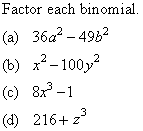 Factor each binomial.
(a) 36a² − 49b²
(b) x² − 100y²
(c) 8x³ − 1
(d) 216 + z³